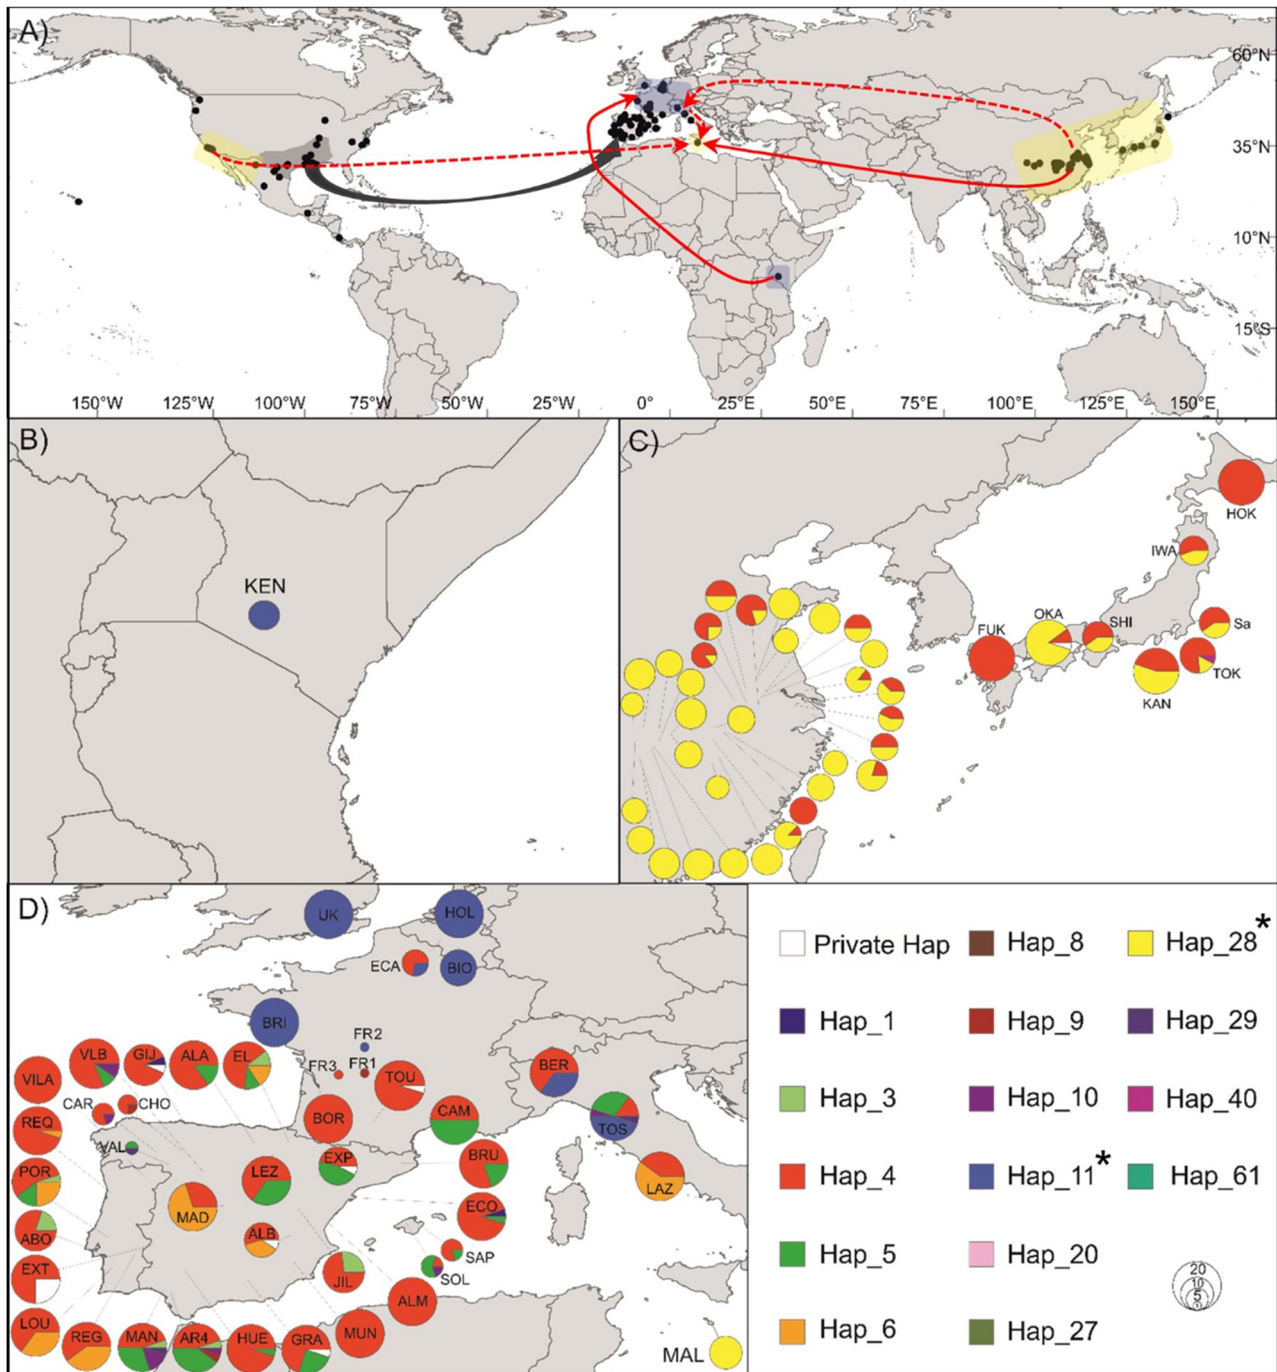 A)
60°N
35°N
10°N
15°S
150°W
125°W
100°W
75°W
50°W
25°W
0°
25°E
50°E
75°E
100°E
125°E
150°E
B)
KEN
C)
HOK
IWA
OKA
SHI
Sa
FUK
TOK
KAN
D)
UK
HOL
ECA
BIO
BRI
FR2
FR3
FR1
VLB
GIJ
ALA
EL
TOU
BER
VILA
CAR
CHO
BOR
CAM
TOS
REQ
VAL
EXP
BRU
POR
LEZ
LAZ
MAD
ECO
ABO
ALB
SAP
EXT
JIL
SOL
ALM
LOU
REG
MAN
AR4
HUE
GRA
MUN
MAL
Private Hap
Hap_8
Hap_28*
Hap_1
Hap_9
Hap_29
Hap_3
Hap_10
Hap_40
Hap_4
Hap_11*
Hap_61
Hap_5
Hap_20
Hap_6
Hap_27
20
10
5